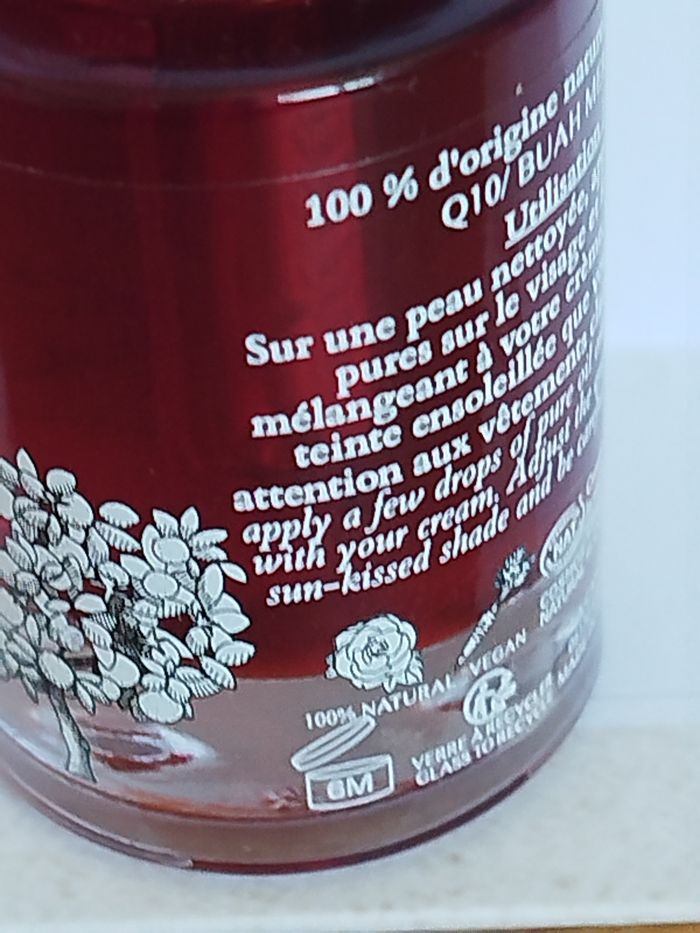 100 % d'origine
Q10/ BUAH
Utilisation
Sur une peau nettoyée,
pures sur le visage
mélangeant à votre
teinte ensoleillée que
attention aux vêtements
apply a few drops of pure
with your cream. Adjust the
sun-kissed shade and be
100% NATURAL
VEGAN
6M
VERRE À RECYCLER
GLASS TO RECYCLE